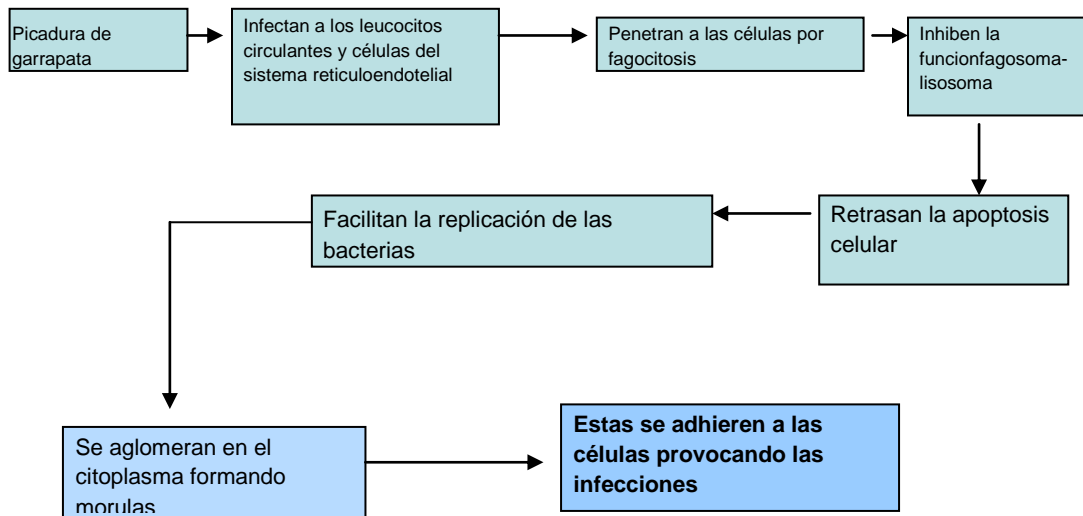 Picadura de
garrapata
Infectan a los leucocitos
circulantes y células del
sistema reticuloendotelial
Penetran a las células por
fagocitosis
Inhiben la
funcionfagosoma-
lisosoma
Retrasan la apoptosis
celular
Facilitan la replicación de las
bacterias
Se aglomeran en el
citoplasma formando
morulas
Estas se adhieren a las
células provocando las
infecciones